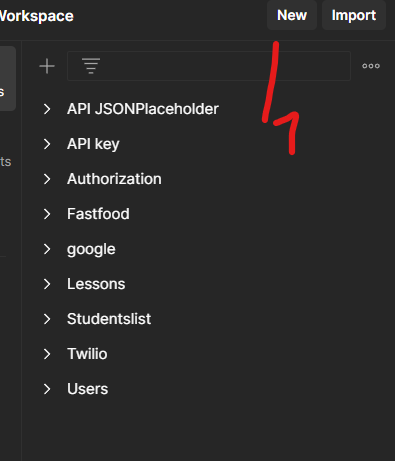 Workspace
New
Import
s
API JSONPlaceholder
1
API key
ts
Authorization
Fastfood
google
Lessons
Studentslist
Twilio
Users